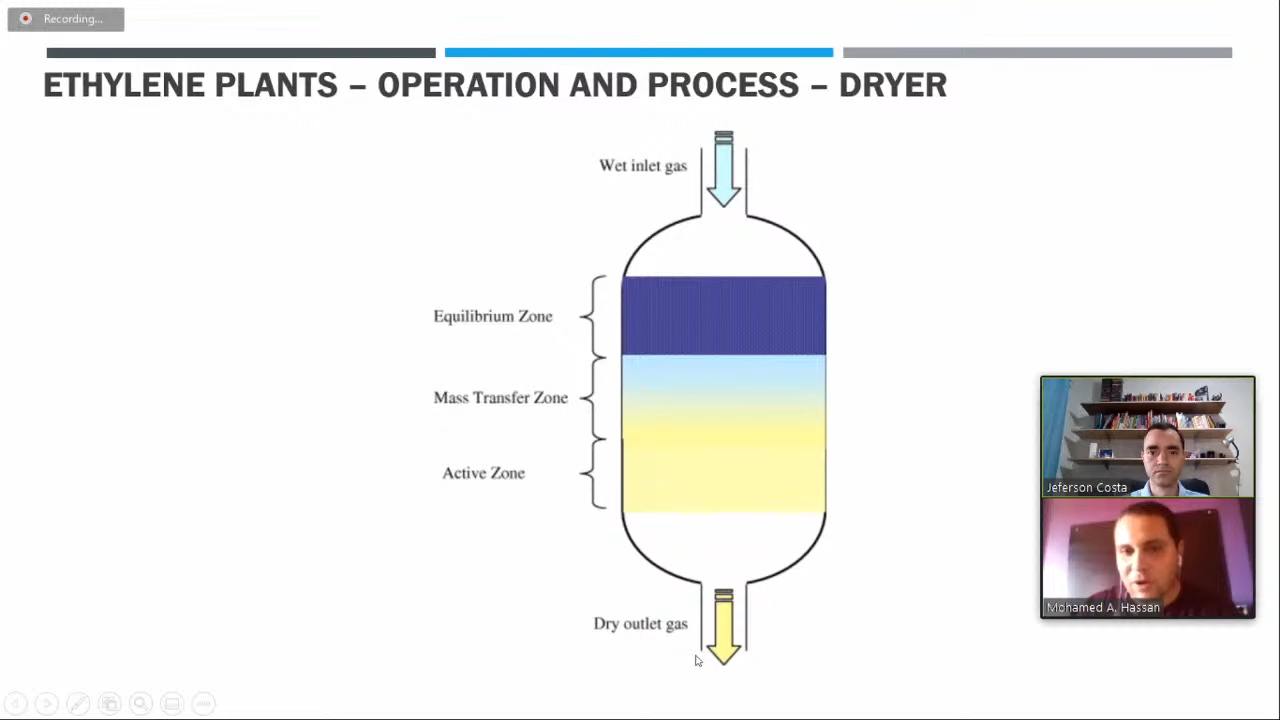 Recording...
ETHYLENE PLANTS – OPERATION AND PROCESS – DRYER
Wet inlet gas
Equilibrium Zone
Mass Transfer Zone
Active Zone
Dry outlet gas
Jeferson Costa
Mohamed A. Hassan